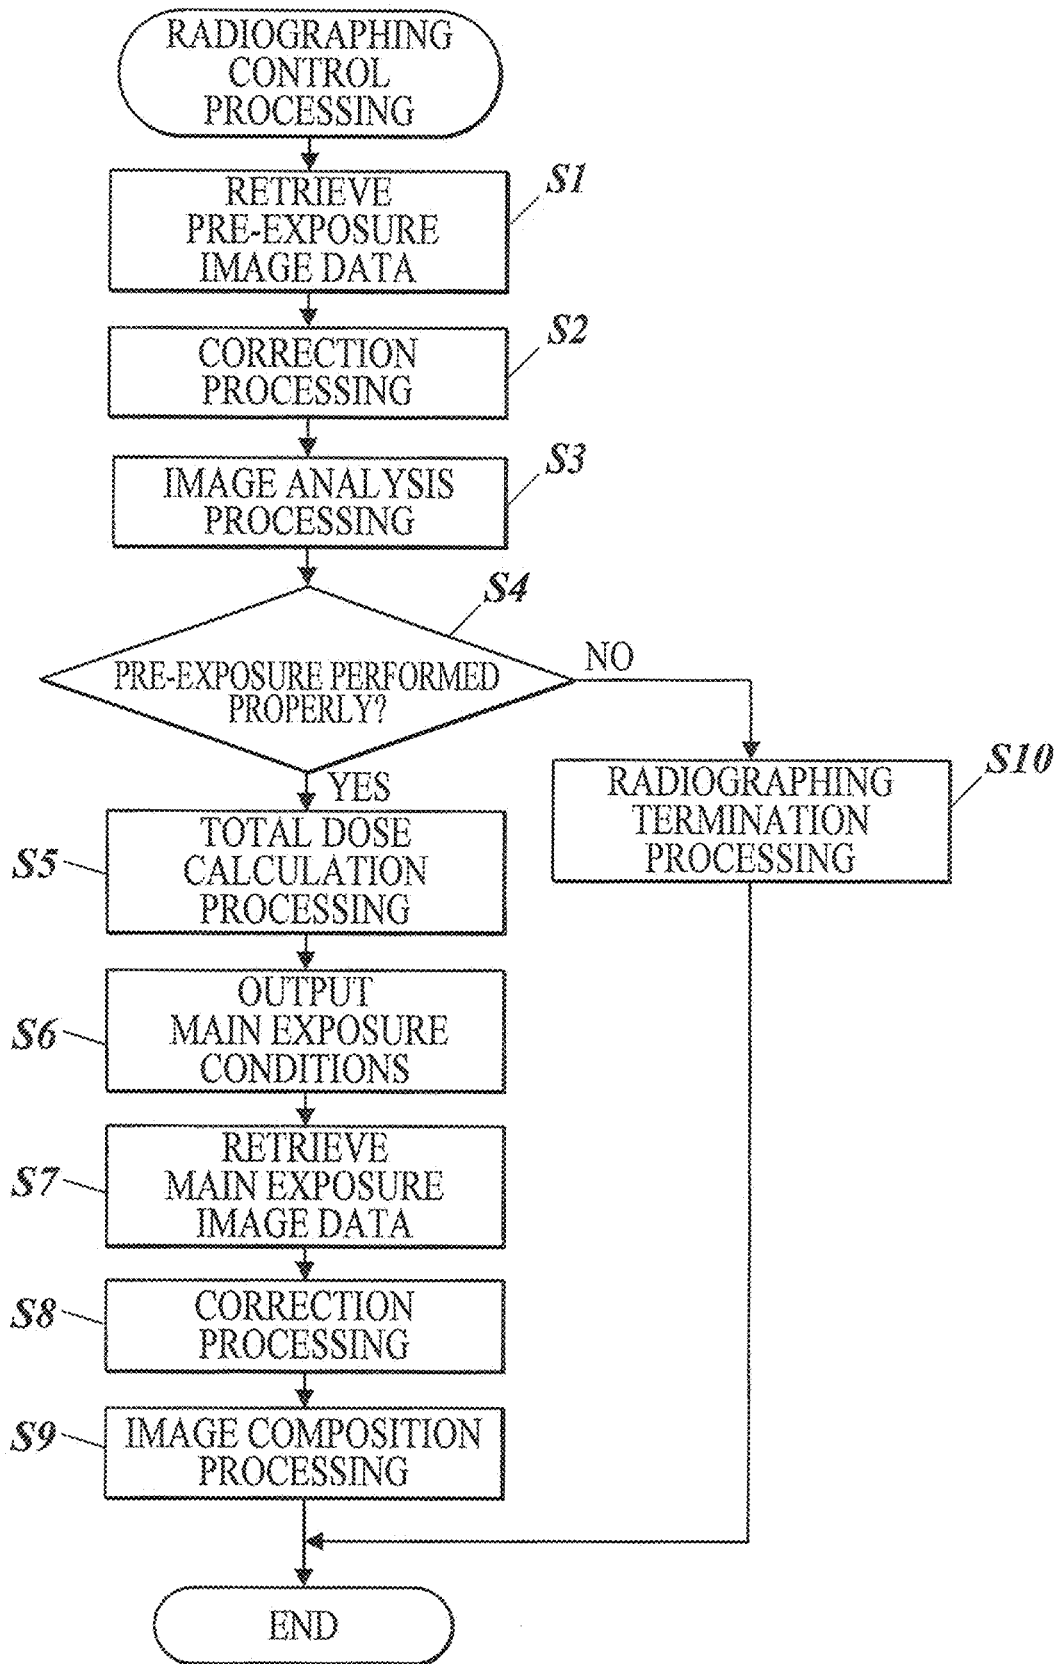 RADIOGRAPHING
CONTROL
PROCESSING
S1
RETRIEVE
PRE-EXPOSURE
IMAGE DATA
S2
CORRECTION
PROCESSING
S3
IMAGE ANALYSIS
PROCESSING
S4
PRE-EXPOSURE PERFORMED
PROPERLY?
NO
YES
S10
RADIOGRAPHING
TERMINATION
PROCESSING
S5
TOTAL DOSE
CALCULATION
PROCESSING
S6
OUTPUT
MAIN EXPOSURE
CONDITIONS
S7
RETRIEVE
MAIN EXPOSURE
IMAGE DATA
S8
CORRECTION
PROCESSING
S9
IMAGE COMPOSITION
PROCESSING
END